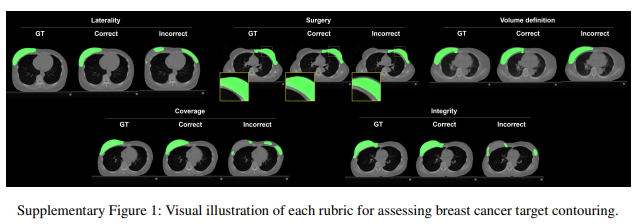 Laterality
GT Correct Incorrect
Surgery
GT Correct Incorrect
Volume definition
GT Correct Incorrect
Coverage
GT Correct Incorrect
Integrity
GT Correct Incorrect
Supplementary Figure 1: Visual illustration of each rubric for assessing breast cancer target contouring.